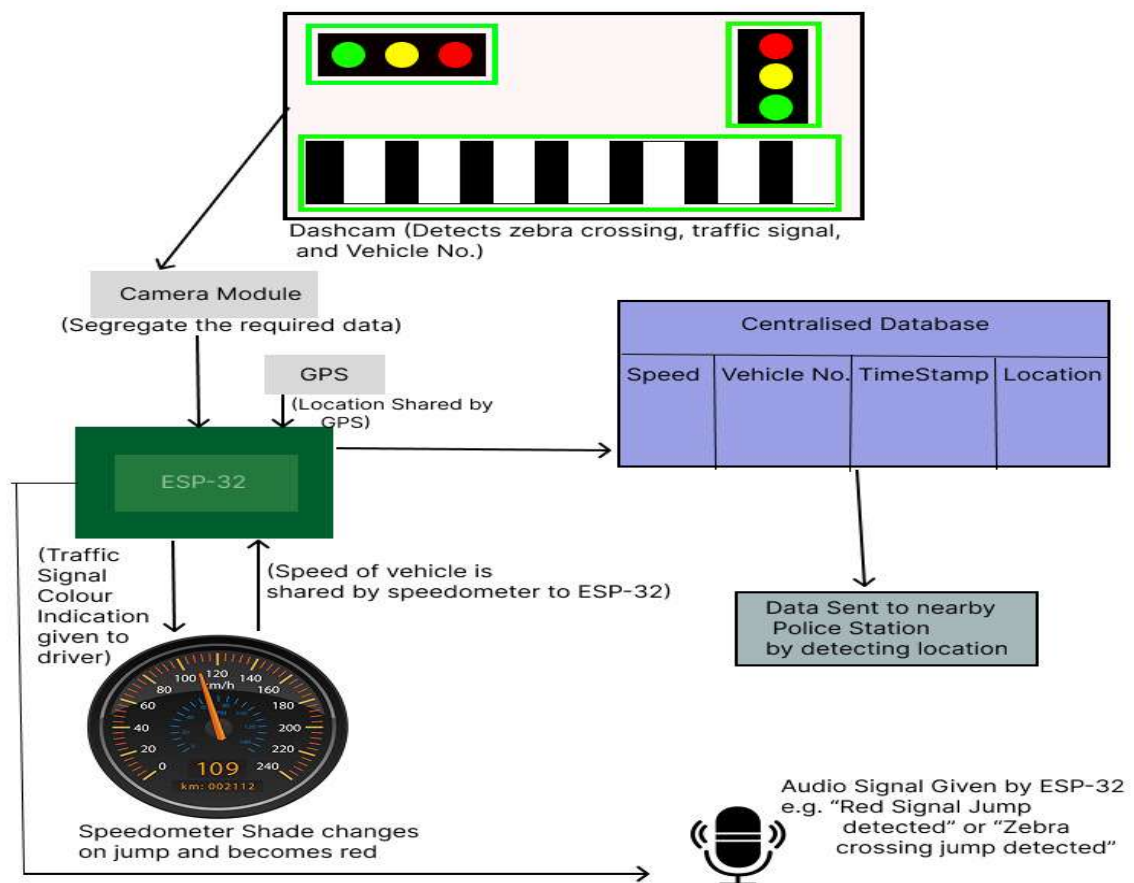 Dashcam (Detects zebra crossing, traffic signal,
and Vehicle No.)
Camera Module
(Segregate the required data)
GPS
(Location Shared by
GPS)
Centralised Database
Speed Vehicle No. TimeStamp Location
ESP-32
(Traffic
Signal
Colour
Indication
given to
driver)
(Speed of vehicle is
shared by speedometer to ESP-32)
Data Sent to nearby
Police Station
by detecting location
0 20 40 60 80 100 120 140 160 180 200 220 240
km/h
109
km: 002112
Speedometer Shade changes
on jump and becomes red
Audio Signal Given by ESP-32
e.g. “Red Signal Jump
detected” or “Zebra
crossing jump detected”